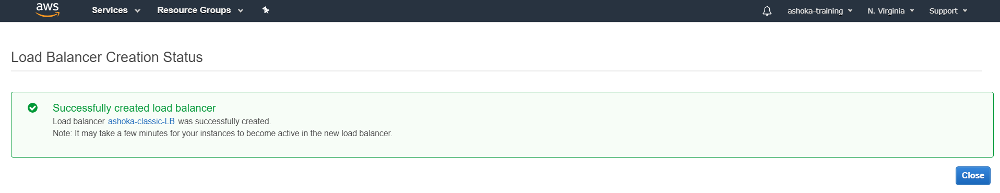 aws Services Resource Groups ashoka-training N. Virginia Support
Load Balancer Creation Status
Successfully created load balancer
Load balancer ashoka-classic-LB was successfully created.
Note: It may take a few minutes for your instances to become active in the new load balancer.
Close